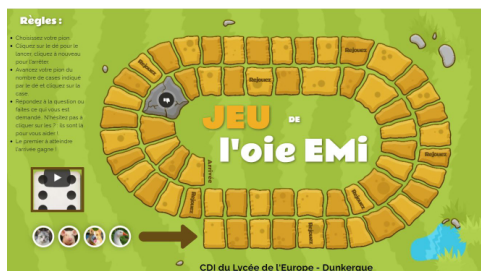 Règles :
Choisissez votre pion.
Cliquez sur le dé pour le
lancer, cliquez à nouveau
pour l'arrêter.
Avancez votre pion du
nombre de cases indiqué
par le dé et cliquez sur la
case.
Répondez à la question ou
faites ce qui vous est
demandé. N'hésitez pas à
cliquer sur les ? : ils sont là
pour vous aider !
Le premier à atteindre
l'arrivée gagne !
Rejouez
Rejouez
Rejouez
Rejouez
Rejouez
Rejouez
Rejouez
Arrivée
JEU DE
l'oie EMi
CDI du Lycée de l'Europe - Dunkerque